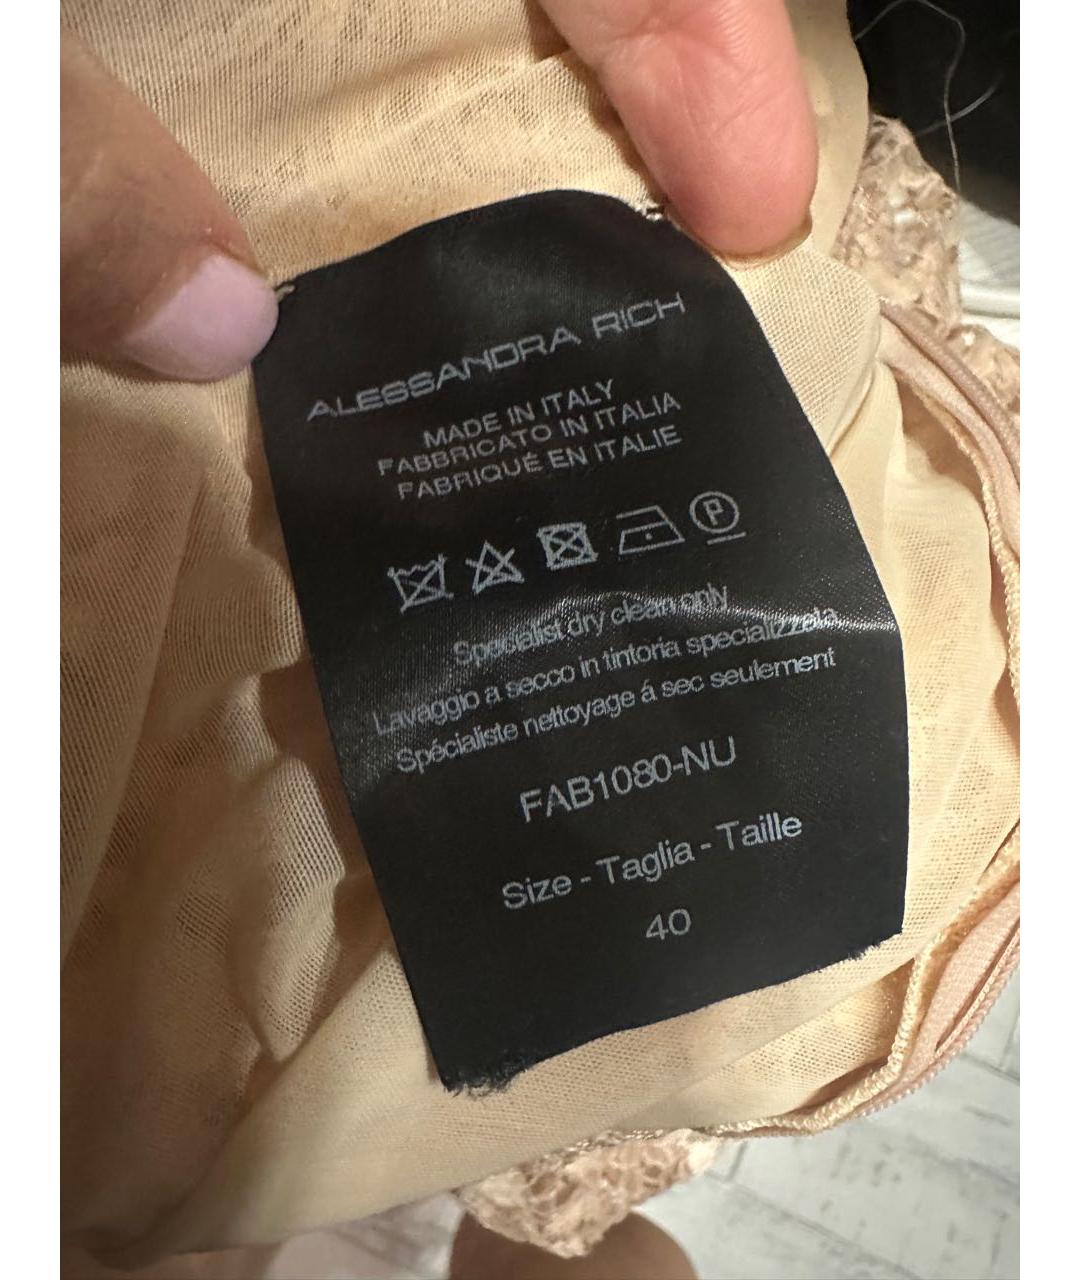 ALESSANDRA RICH
MADE IN ITALY
FABBRICATO IN ITALIA
FABRIQUÉ EN ITALIE
P
Specialist dry clean only
Lavaggio a secco in tintoria specializzata
Spécialiste nettoyage á sec seulement
FAB1080-NU
Size - Taglia - Taille
40